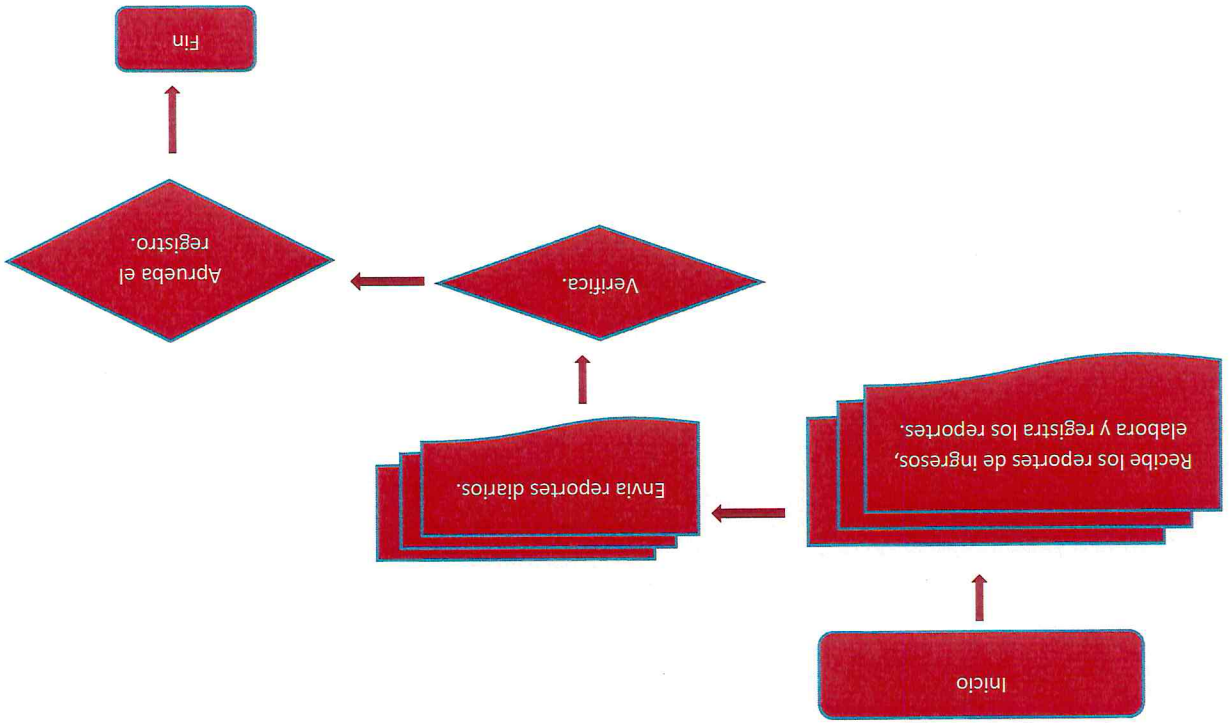 Inicio
Recibe los reportes de ingresos,
elabora y registra los reportes.
Envia reportes diarios.
Verifica.
Aprueba el
registro.
Fin